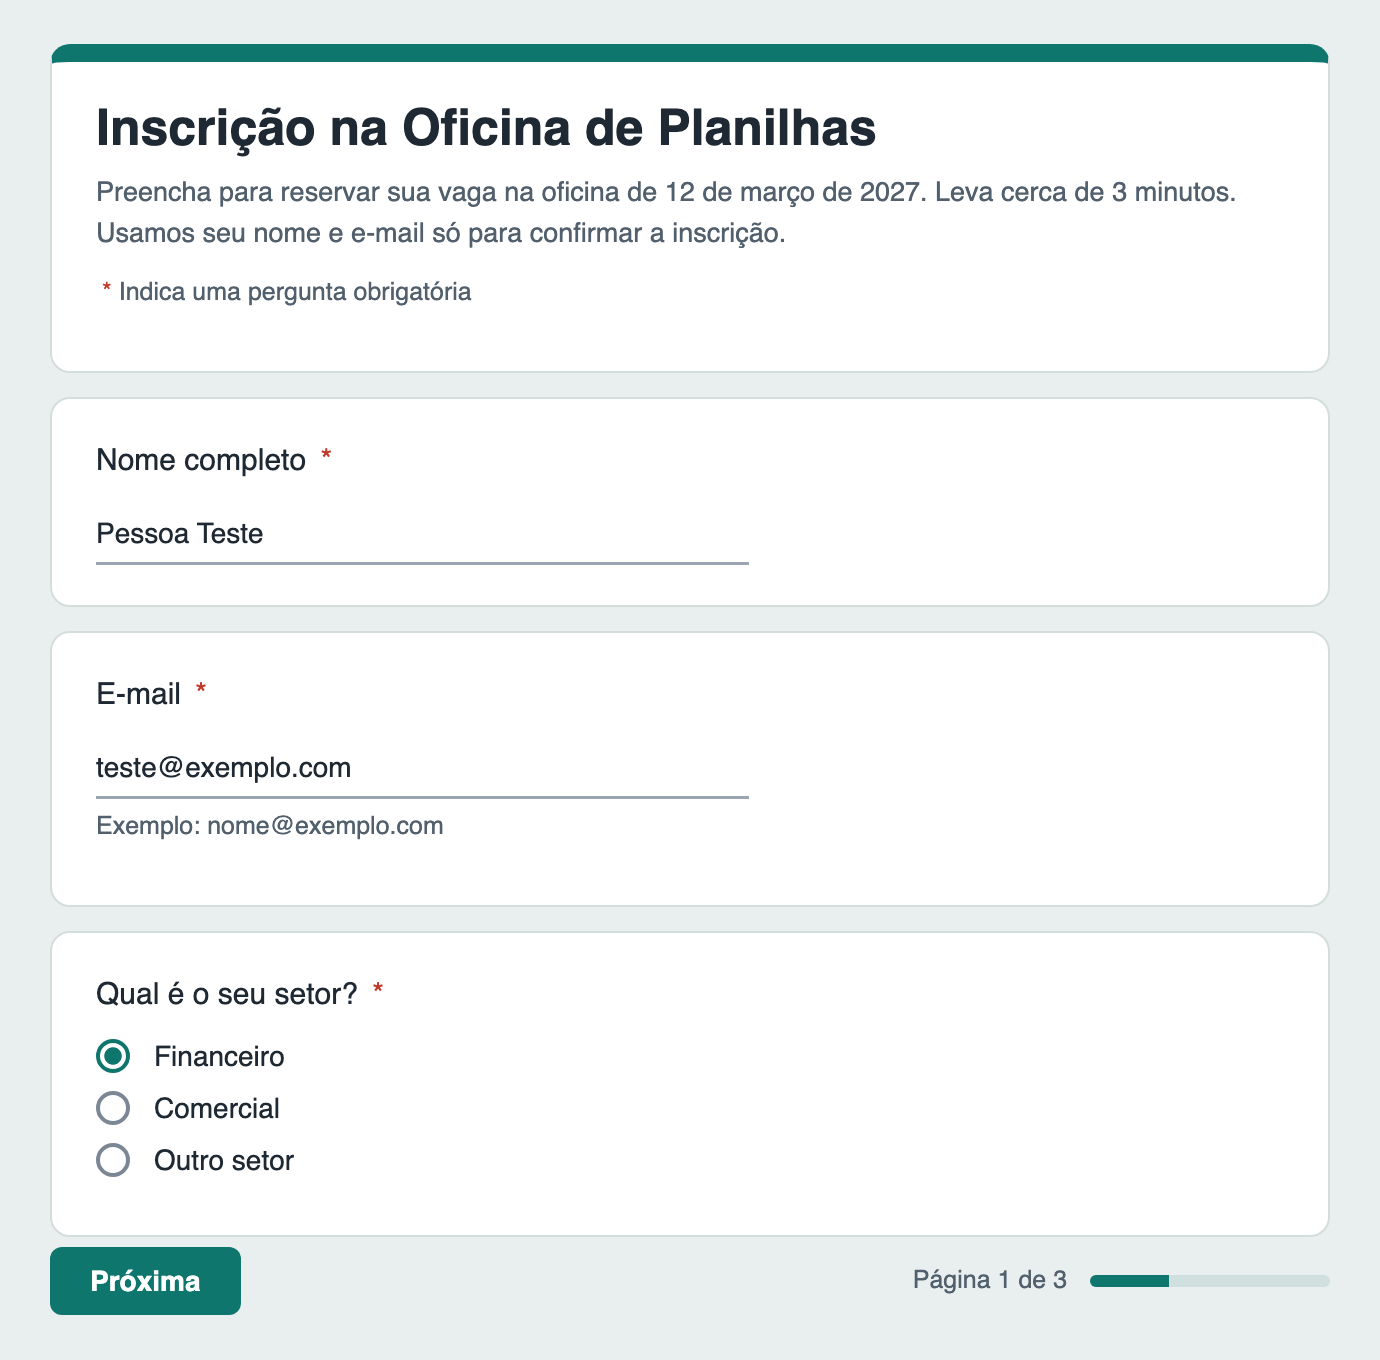 Inscrição na Oficina de Planilhas
Preencha para reservar sua vaga na oficina de 12 de março de 2027. Leva cerca de 3 minutos.
Usamos seu nome e e-mail só para confirmar a inscrição.
* Indica uma pergunta obrigatória
Nome completo *
Pessoa Teste
E-mail *
teste@exemplo.com
Exemplo: nome@exemplo.com
Qual é o seu setor? *
Financeiro
Comercial
Outro setor
Próxima
Página 1 de 3